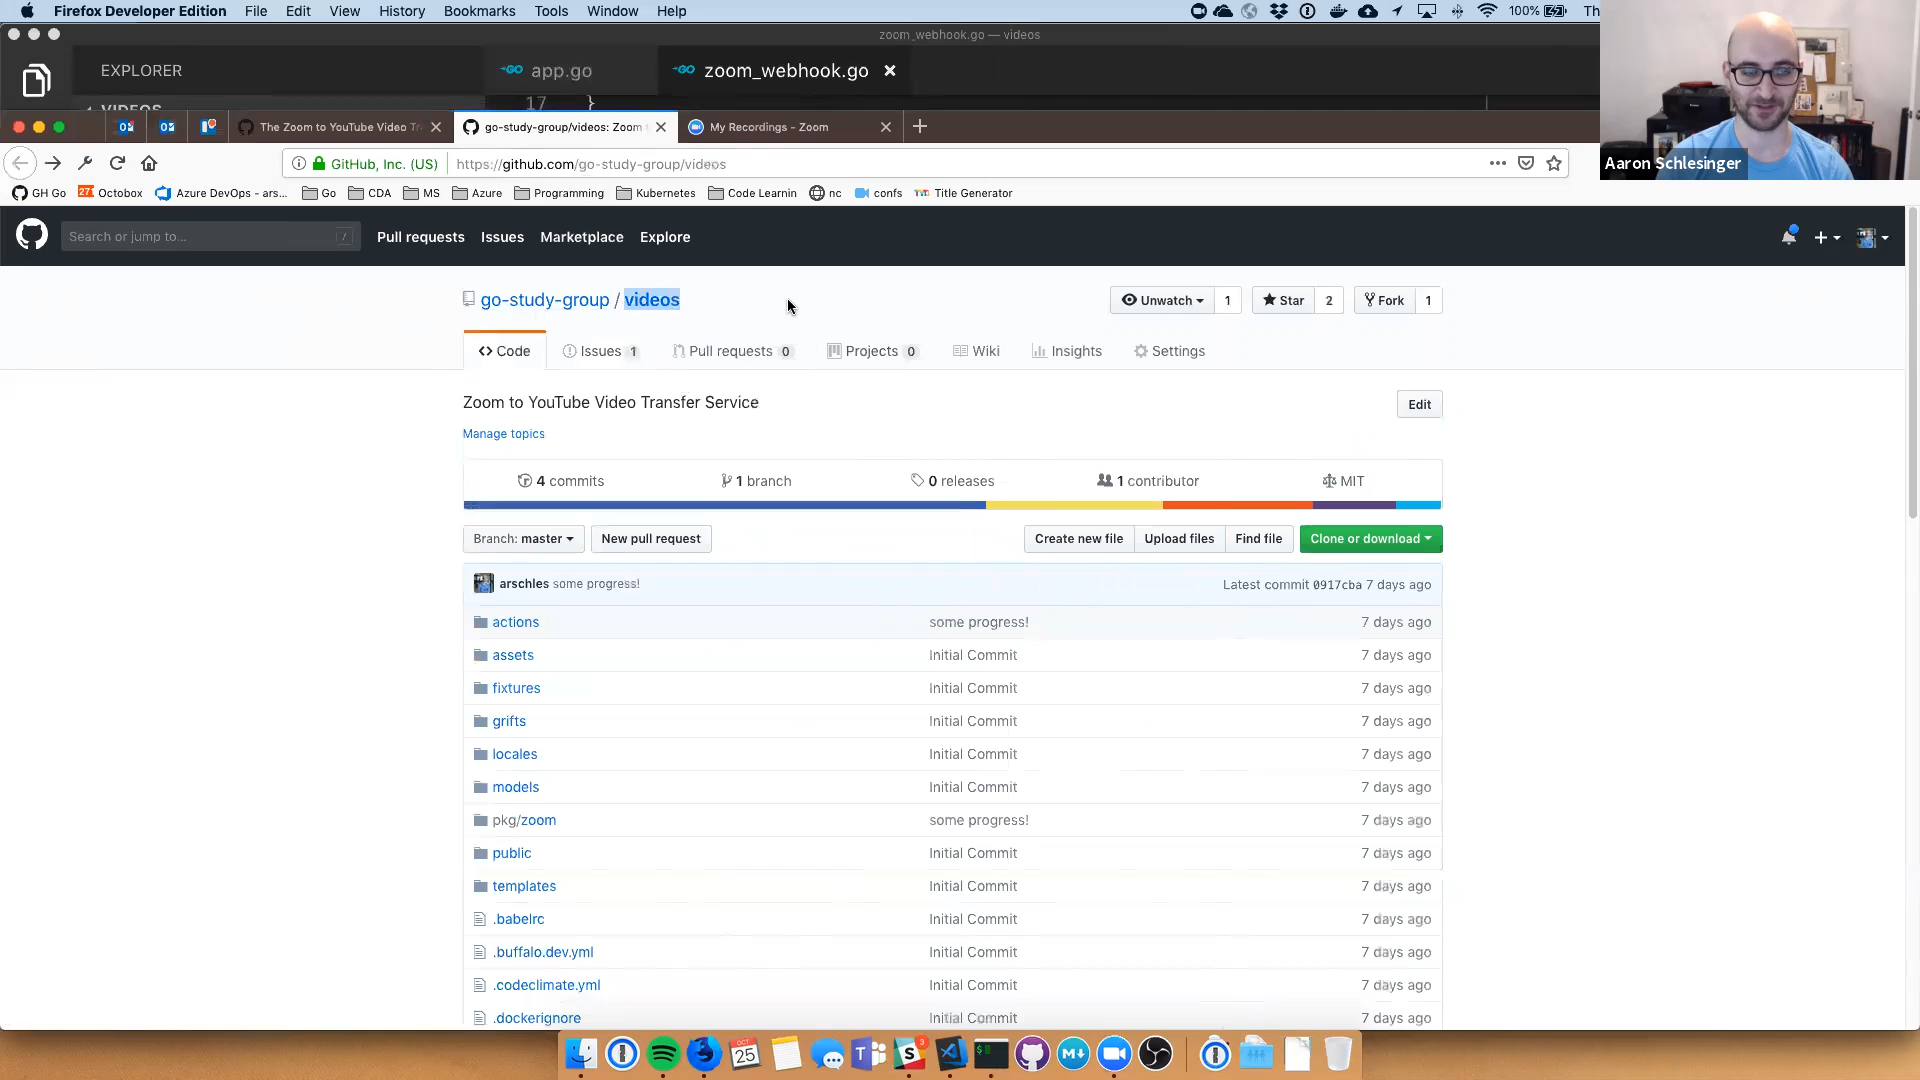 Firefox Developer Edition File Edit View History Bookmarks Tools Window Help 100% Th
zoom_webhook.go — videos
EXPLORER app.go zoom_webhook.go
VIDEOS 17 }
The Zoom to YouTube Video Tr go-study-group/videos: Zoom My Recordings - Zoom
GitHub, Inc. (US) https://github.com/go-study-group/videos
Aaron Schlesinger
GH Go 271 Octobox Azure DevOps - ars... Go CDA MS Azure Programming Kubernetes Code Learnin nc confs Title Generator
Search or jump to... / Pull requests Issues Marketplace Explore
go-study-group / videos Unwatch 1 Star 2 Fork 1
Code Issues 1 Pull requests 0 Projects 0 Wiki Insights Settings
Zoom to YouTube Video Transfer Service Edit
Manage topics
4 commits 1 branch 0 releases 1 contributor MIT
Branch: master New pull request Create new file Upload files Find file Clone or download
arschles some progress! Latest commit 0917cba 7 days ago
actions some progress! 7 days ago
assets Initial Commit 7 days ago
fixtures Initial Commit 7 days ago
grifts Initial Commit 7 days ago
locales Initial Commit 7 days ago
models Initial Commit 7 days ago
pkg/zoom some progress! 7 days ago
public Initial Commit 7 days ago
templates Initial Commit 7 days ago
.babelrc Initial Commit 7 days ago
.buffalo.dev.yml Initial Commit 7 days ago
.codeclimate.yml Initial Commit 7 days ago
.dockerignore Initial Commit 7 days ago
OCT
25
3